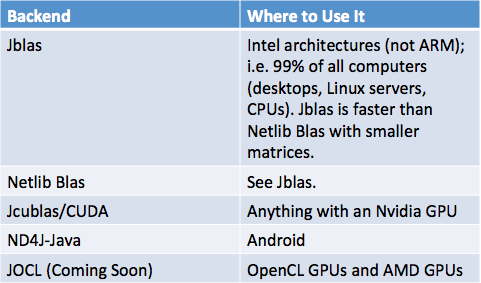 Backend Where to Use It
Jblas Intel architectures (not ARM);
i.e. 99% of all computers
(desktops, Linux servers,
CPUs). Jblas is faster than
Netlib Blas with smaller
matrices.
Netlib Blas See Jblas.
Jcublas/CUDA Anything with an Nvidia GPU
ND4J-Java Android
JOCL (Coming Soon) OpenCL GPUs and AMD GPUs